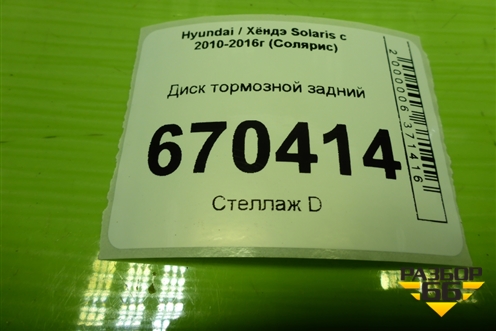 Hyundai / Хёндэ Solaris с
2010-2016г (Солярис)
Диск тормозной задний
670414
Стеллаж D
2000006371416
РАЗБОР
66